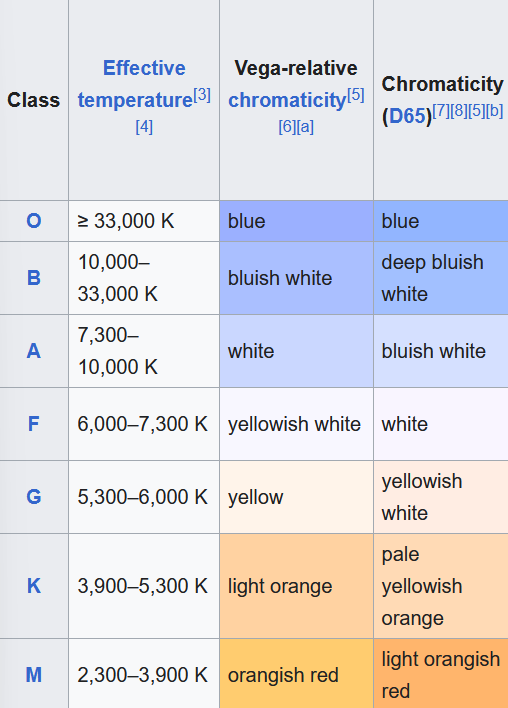 Class
Effective
temperature[3]
[4]
Vega-relative
chromaticity[5]
[6][a]
Chromaticity
(D65)[7][8][5][b]
O
≥ 33,000 K
blue
blue
B
10,000–
33,000 K
bluish white
deep bluish
white
A
7,300–
10,000 K
white
bluish white
F
6,000–7,300 K
yellowish white
white
G
5,300–6,000 K
yellow
yellowish
white
K
3,900–5,300 K
light orange
pale
yellowish
orange
M
2,300–3,900 K
orangish red
light orangish
red